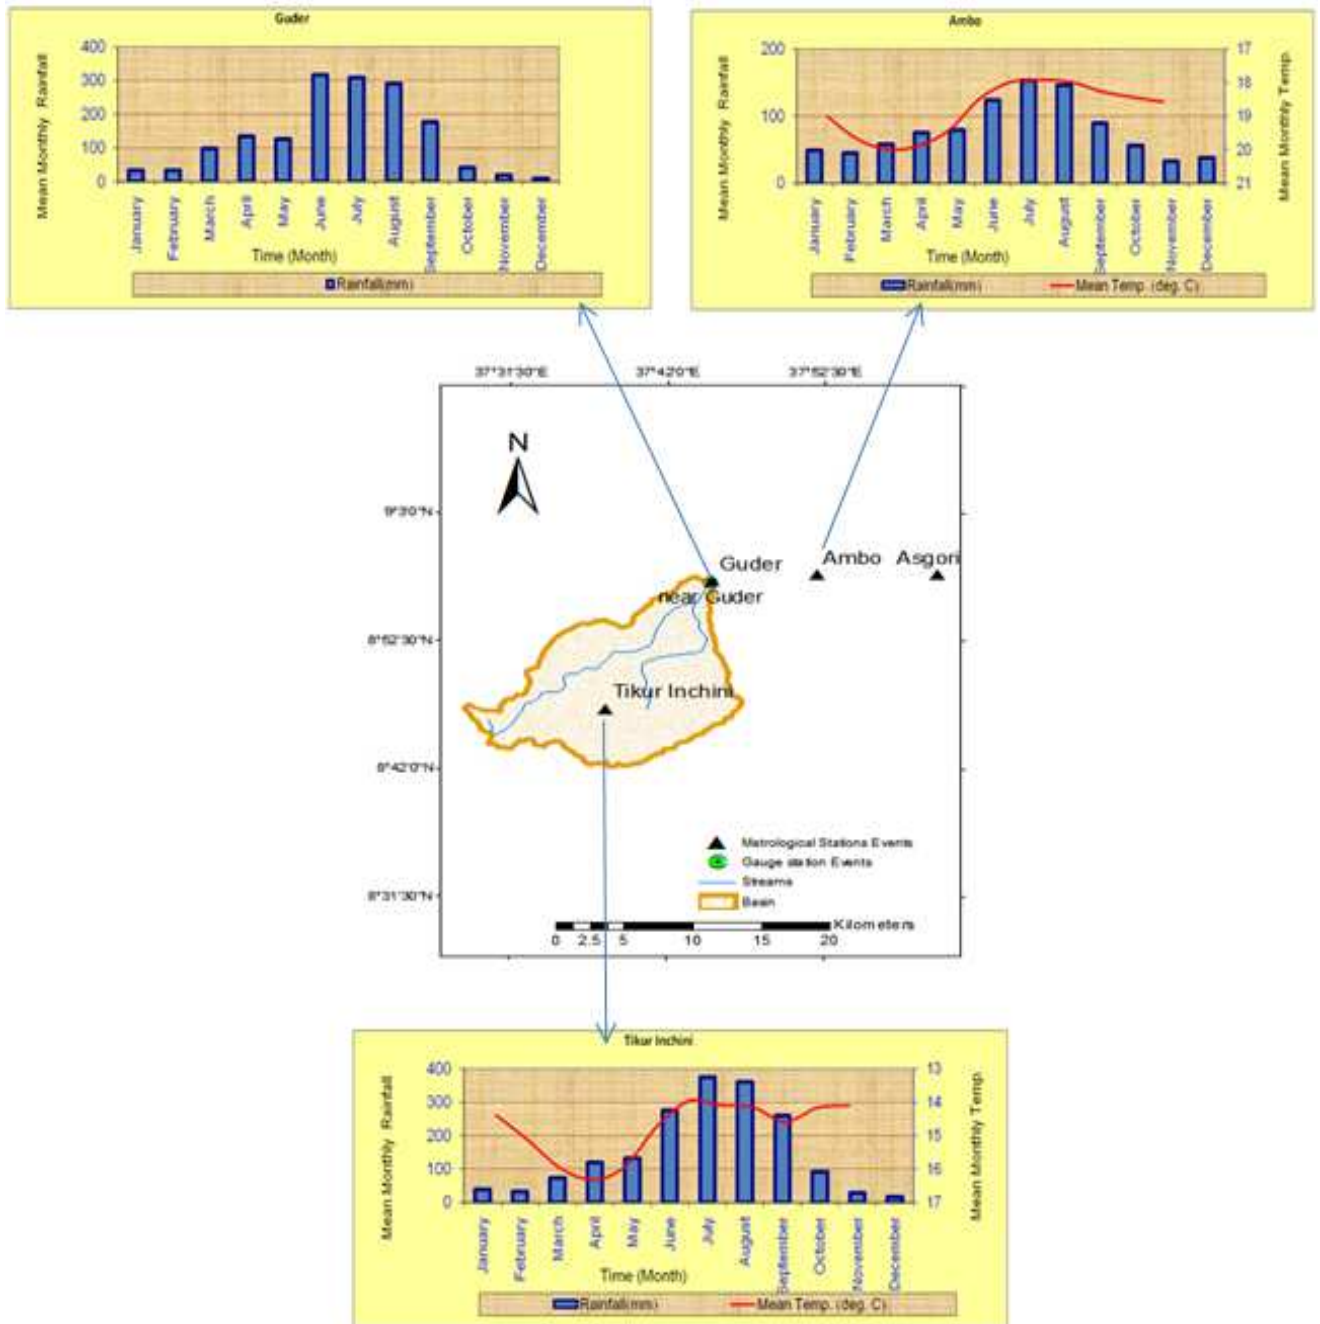 Guder
Mean Monthly Rainfall
400
300
200
100
0
January
February
March
April
May
June
July
August
September
October
November
December
Time (Month)
Rainfall(mm)
Ambo
Mean Monthly Rainfall
200
100
0
17
18
19
20
21
Mean Monthly Temp.
January
February
March
April
May
June
July
August
September
October
November
December
Time (Month)
Rainfall(mm)
Mean Temp. (deg. C)
37°31'30"E
37°42'0"E
37°52'30"E
N
9°3'0"N
8°52'30"N
8°42'0"N
8°31'30"N
Guder
near Guder
Ambo
Asgori
Tikur Inchini
Metrological Stations Events
Gauge station Events
Streams
Basin
Kilometers
0 2.5 5 10 15 20
Tikur Inchini
Mean Monthly Rainfall
400
300
200
100
0
13
14
15
16
17
Mean Monthly Temp.
January
February
March
April
May
June
July
August
September
October
November
December
Time (Month)
Rainfall(mm)
Mean Temp. (deg. C)